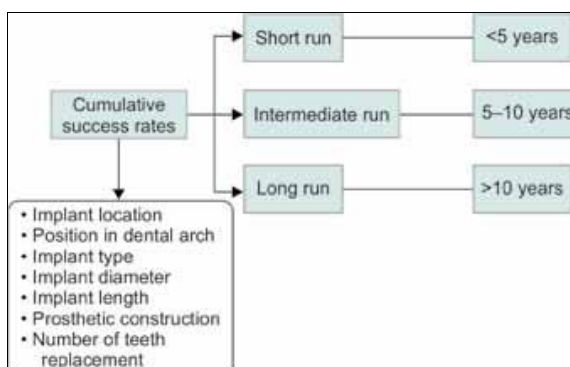 Short run
<5 years
Cumulative
success rates
Intermediate run
5–10 years
Long run
>10 years
• Implant location
• Position in dental arch
• Implant type
• Implant diameter
• Implant length
• Prosthetic construction
• Number of teeth
replacement